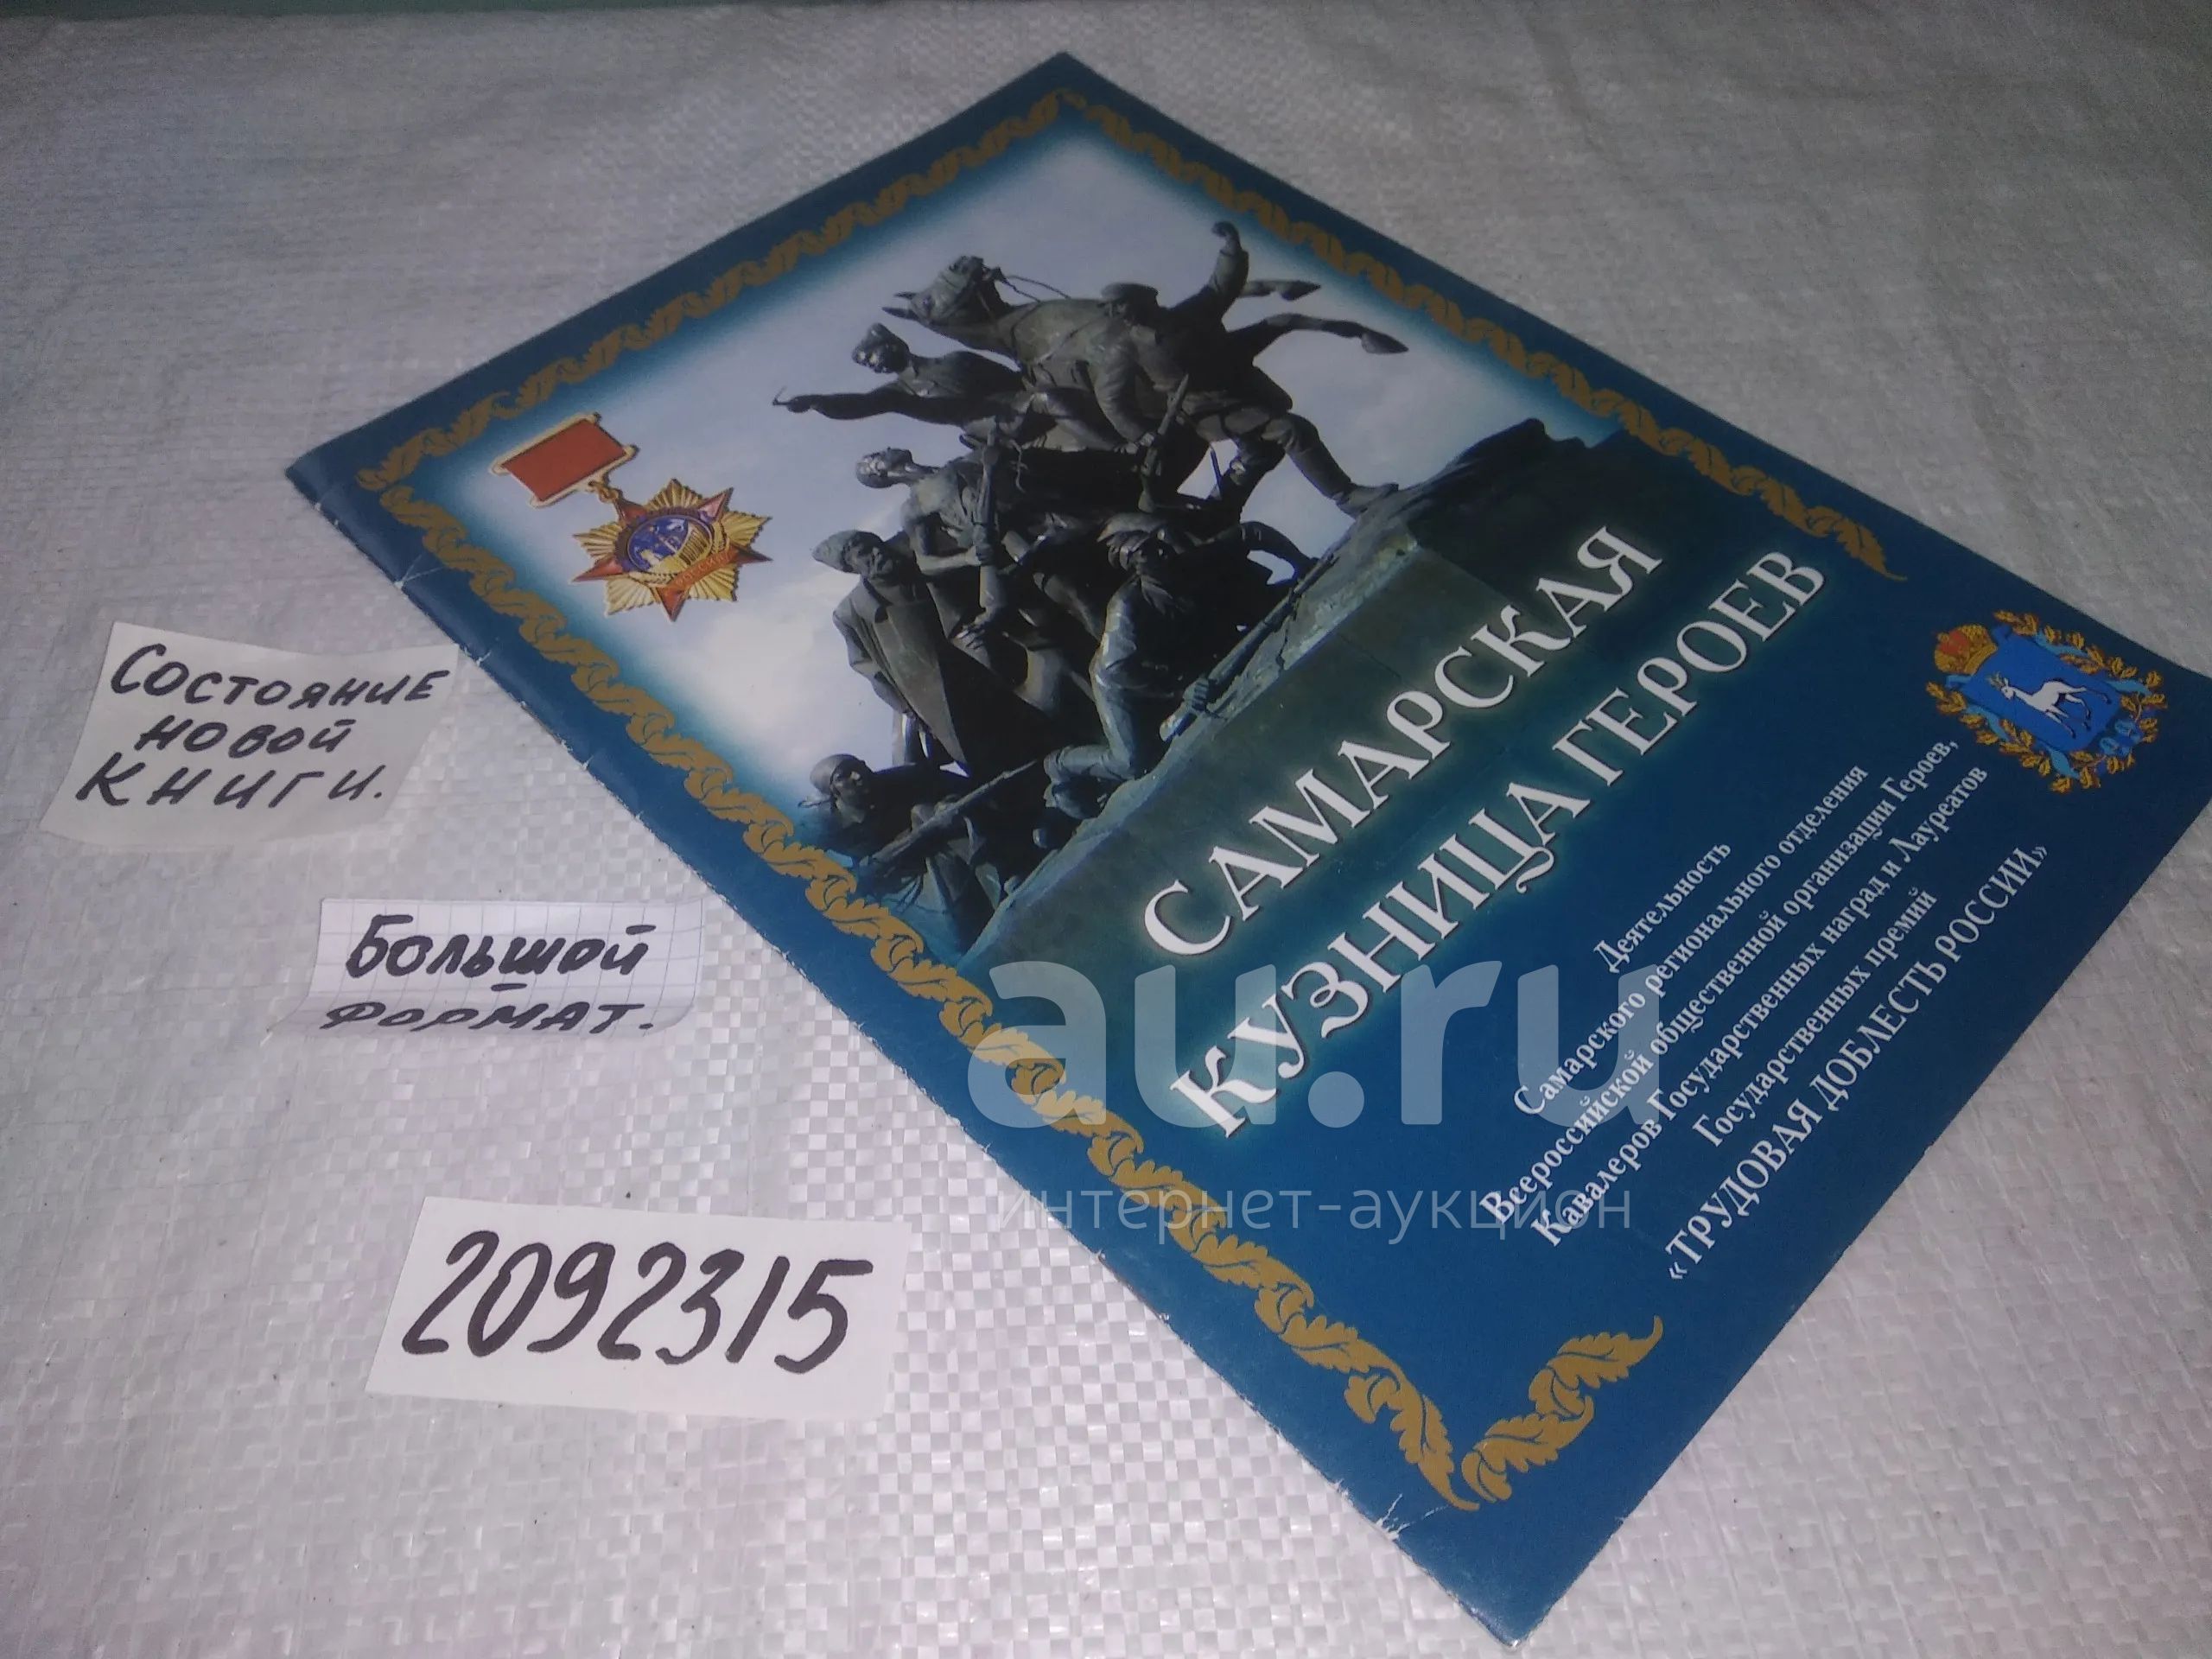 САМАРСКАЯ
КУЗНИЦА ГЕРОЕВ
Деятельность
Самарского регионального отделения
Всероссийской общественной организации Героев,
Кавалеров Государственных наград и Лауреатов
Государственных премий
«ТРУДОВАЯ ДОБЛЕСТЬ РОССИИ»
Состояние
новой
книги.
Большой
формат.
2092315
au.ru
интернет-аукцион